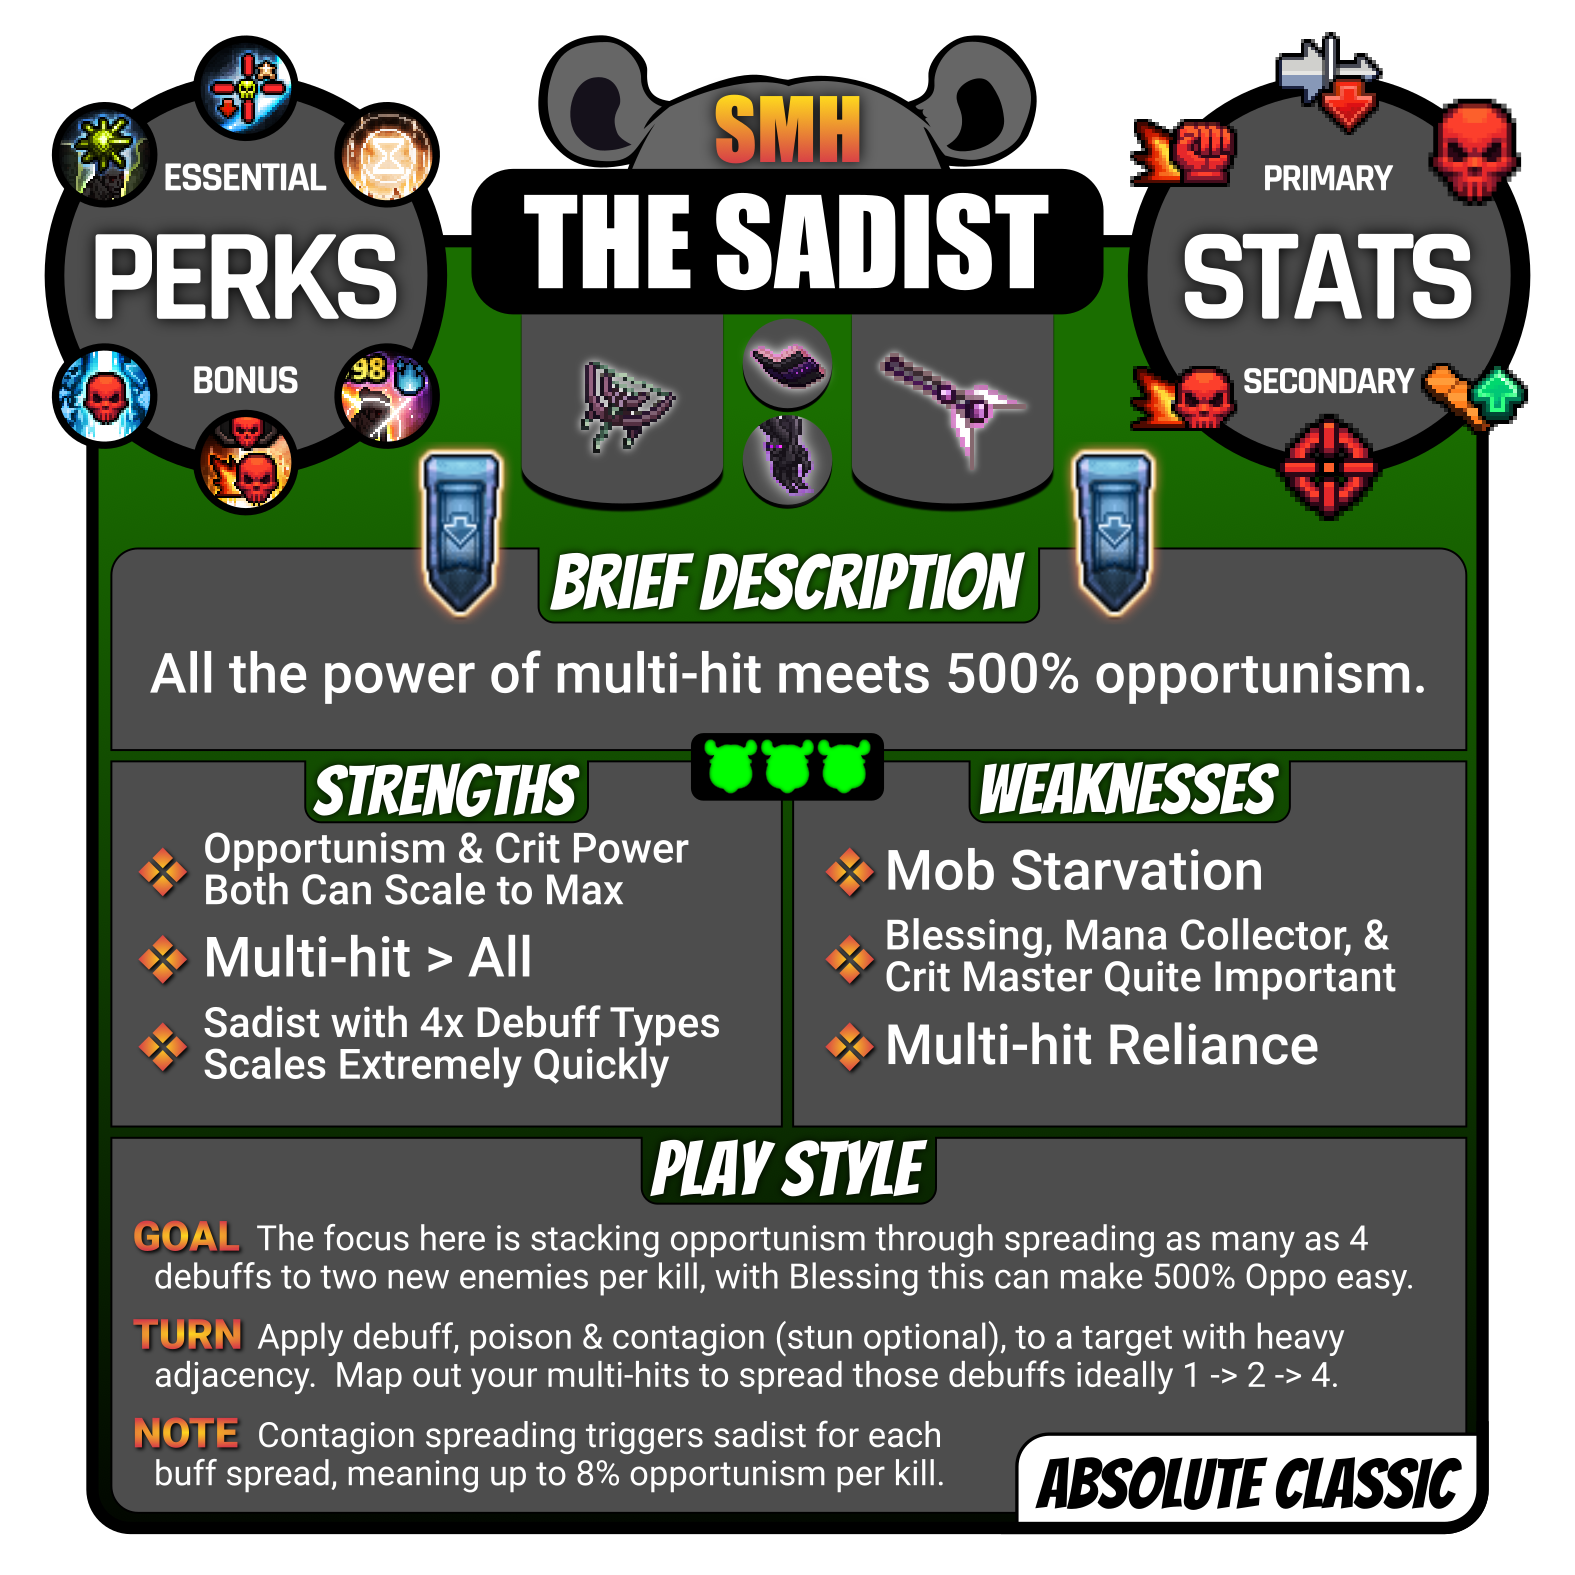 SMH
THE SADIST
ESSENTIAL
PERKS
BONUS
98
PRIMARY
STATS
SECONDARY
BRIEF DESCRIPTION
All the power of multi-hit meets 500% opportunism.
STRENGTHS
Opportunism & Crit Power
Both Can Scale to Max
Multi-hit > All
Sadist with 4x Debuff Types
Scales Extremely Quickly
WEAKNESSES
Mob Starvation
Blessing, Mana Collector, &
Crit Master Quite Important
Multi-hit Reliance
PLAY STYLE
GOAL The focus here is stacking opportunism through spreading as many as 4
debuffs to two new enemies per kill, with Blessing this can make 500% Oppo easy.
TURN Apply debuff, poison & contagion (stun optional), to a target with heavy
adjacency. Map out your multi-hits to spread those debuffs ideally 1 -> 2 -> 4.
NOTE Contagion spreading triggers sadist for each
buff spread, meaning up to 8% opportunism per kill.
ABSOLUTE CLASSIC